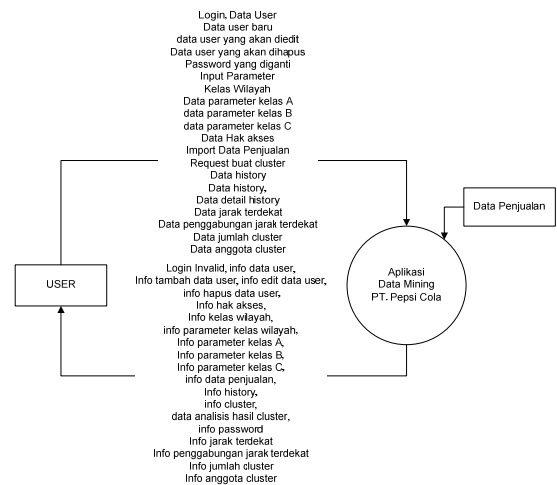 Login, Data User
Data user baru
data user yang akan diedit
Data user yang akan dihapus
Password yang diganti
Input Parameter
Kelas Wilayah
Data parameter kelas A
data parameter kelas B
data parameter kelas C
Data Hak akses
Import Data Penjualan
Request buat cluster
Data history
Data history,
Data detail history
Data jarak terdekat
Data penggabungan jarak terdekat
Data jumlah cluster
Data anggota cluster
Data Penjualan
USER
Aplikasi
Data Mining
PT. Pepsi Cola
Login Invalid, info data user,
Info tambah data user, info edit data user,
info hapus data user,
Info hak akses,
Info kelas wilayah,
info parameter kelas wilayah,
Info parameter kelas A,
Info parameter kelas B,
Info parameter kelas C,
info data penjualan,
Info history,
info cluster,
data analisis hasil cluster,
info password
Info jarak terdekat
Info penggabungan jarak terdekat
Info jumlah cluster
Info anggota cluster